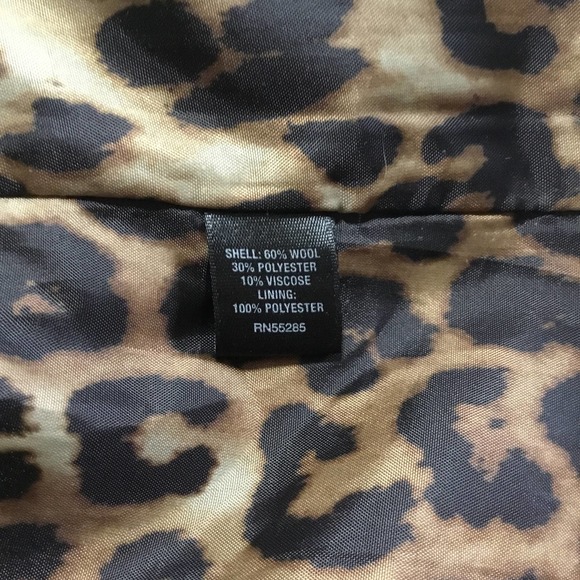 SHELL: 60% WOOL
30% POLYESTER
10% VISCOSE
LINING:
100% POLYESTER
RN55285